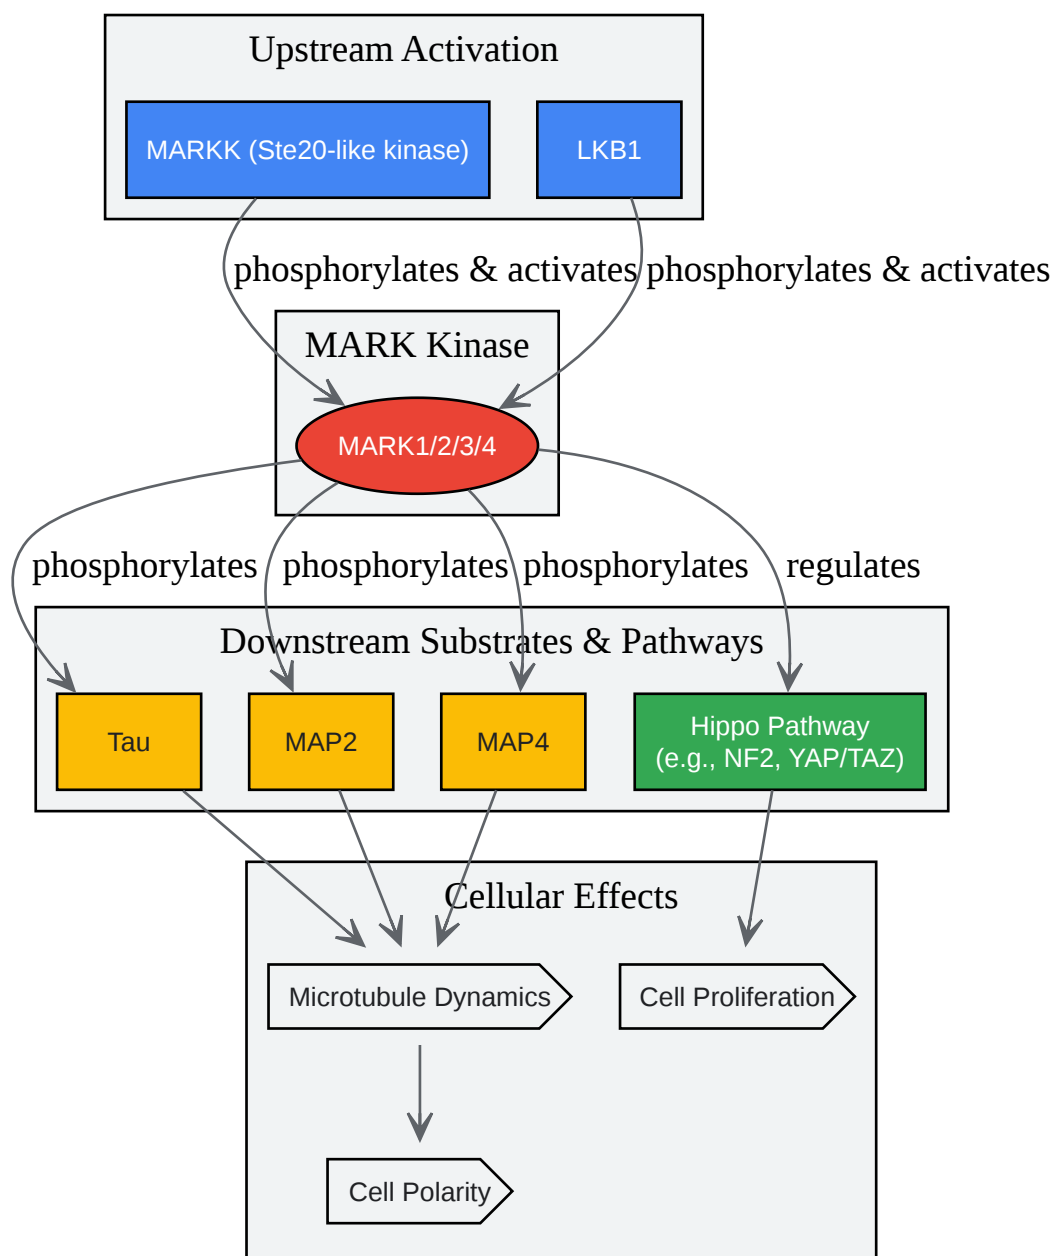 Upstream Activation
MARKK (Ste20-like kinase)
LKB1
phosphorylates & activates
phosphorylates & activates
MARK Kinase
MARK1/2/3/4
phosphorylates
phosphorylates
phosphorylates
regulates
Downstream Substrates & Pathways
Tau
MAP2
MAP4
Hippo Pathway
(e.g., NF2, YAP/TAZ)
Cellular Effects
Microtubule Dynamics
Cell Proliferation
Cell Polarity